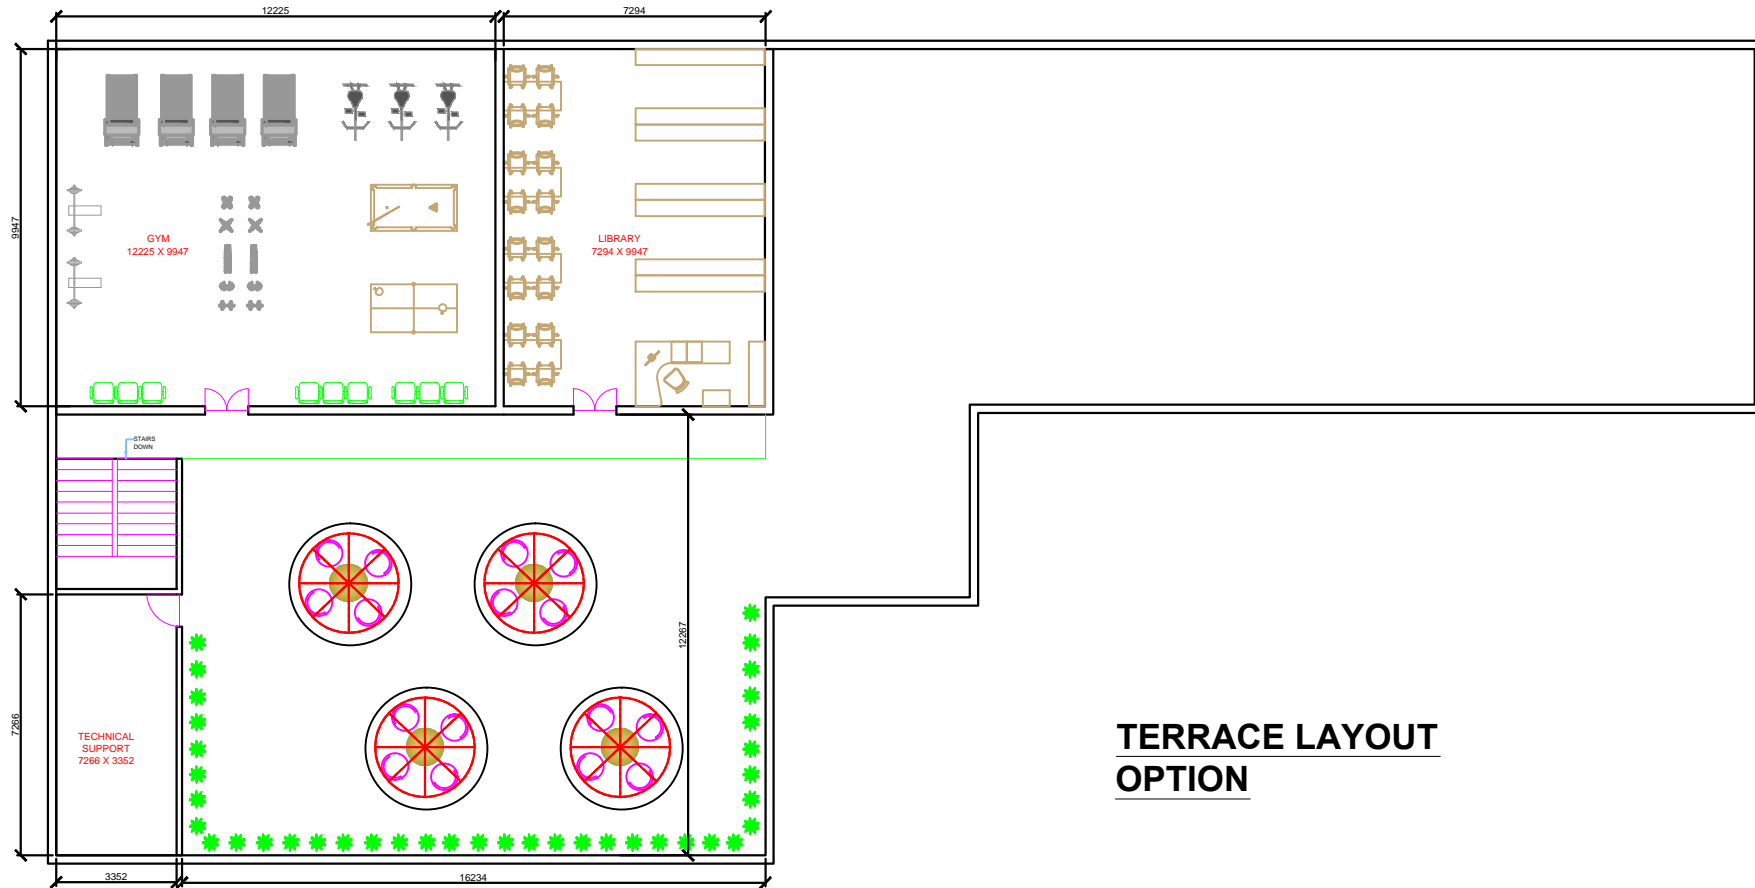 12225
7294
9947
GYM
12225 X 9947
LIBRARY
7294 X 9947
STAIRS
DOWN
12267
7266
TECHNICAL
SUPPORT
7266 X 3352
TERRACE LAYOUT
OPTION
3352
16234